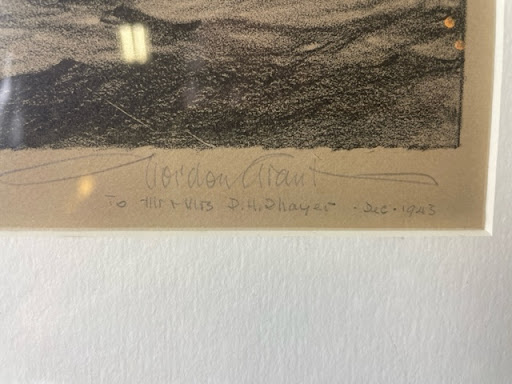 Gordon Grant
To Mr + Mrs D.H. Thayer - Dec. 1943